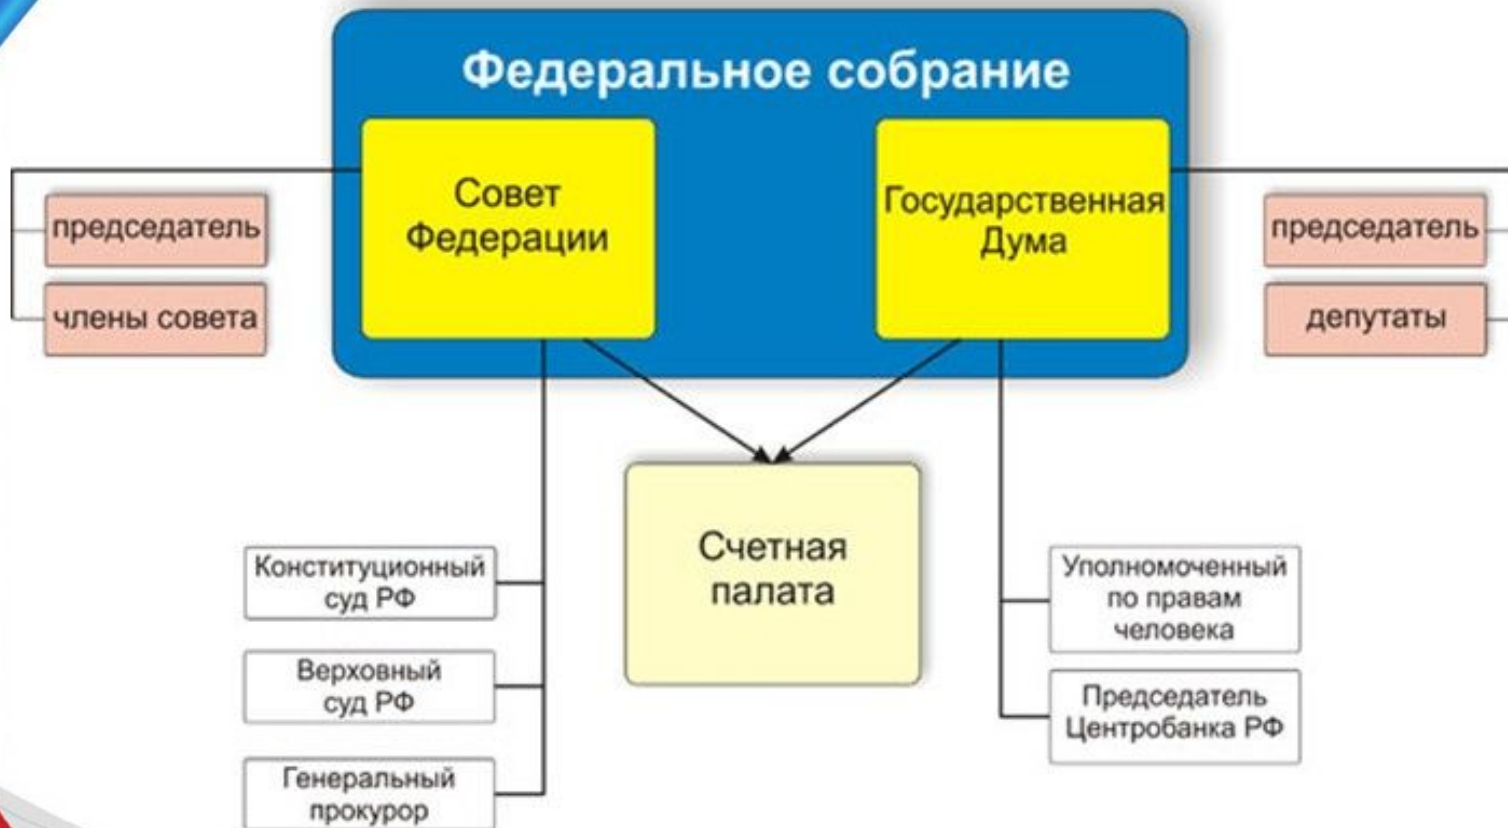 Федеральное собрание
Совет
Федерации
Государственная
Дума
председатель
члены совета
председатель
депутаты
Счетная
палата
Конституционный
суд РФ
Верховный
суд РФ
Генеральный
прокурор
Уполномоченный
по правам
человека
Председатель
Центробанка РФ